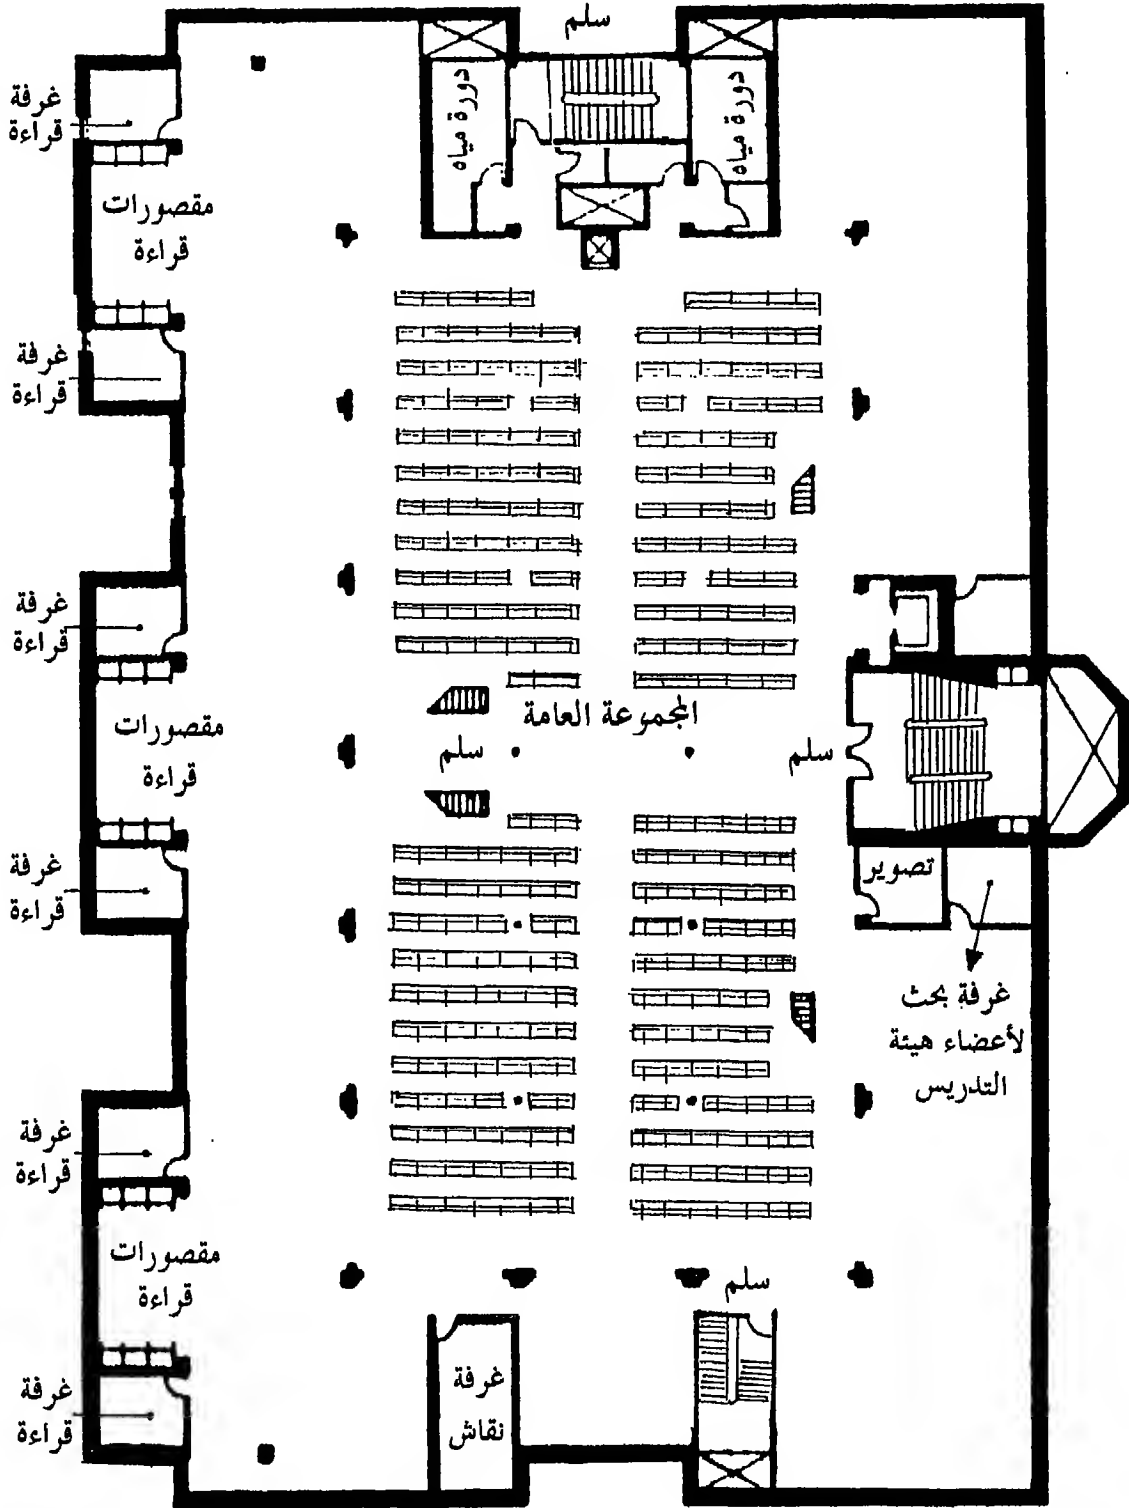 سلم
دورة مياه
دورة مياه
غرفة
قراءة
مقصورات
قراءة
غرفة
قراءة
غرفة
قراءة
المجموعة العامة
سلم
سلم
مقصورات
قراءة
غرفة
قراءة
تصوير
غرفة بحث
لأعضاء هيئة
التدريس
غرفة
قراءة
مقصورات
قراءة
سلم
غرفة
نقاش
غرفة
قراءة